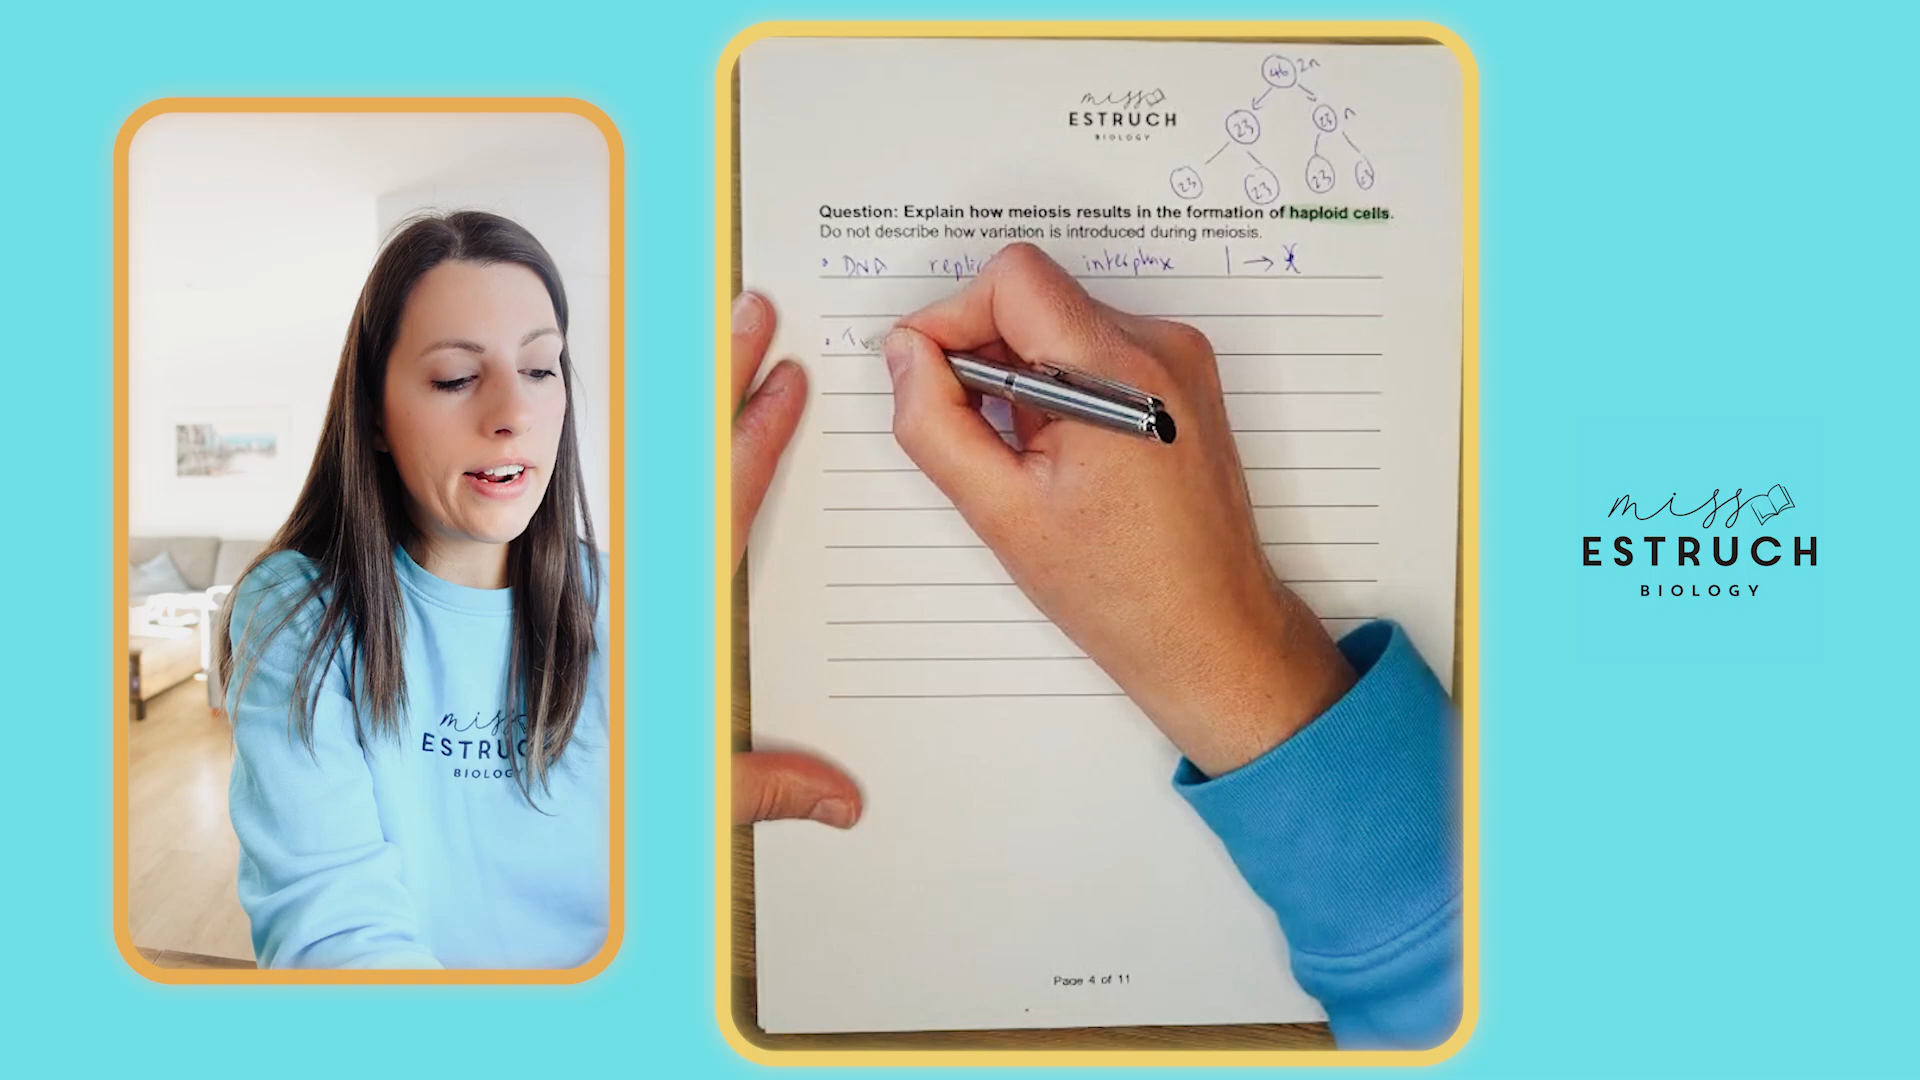 miss
ESTRUCH
BIOLOGY
46 2n
23 23 n
23 23 23 23
Question: Explain how meiosis results in the formation of haploid cells.
Do not describe how variation is introduced during meiosis.
• DNA interphase | → X
•
Page 4 of 11
miss
ESTRUC
BIOLOGY
miss
ESTRUCH
BIOLOGY